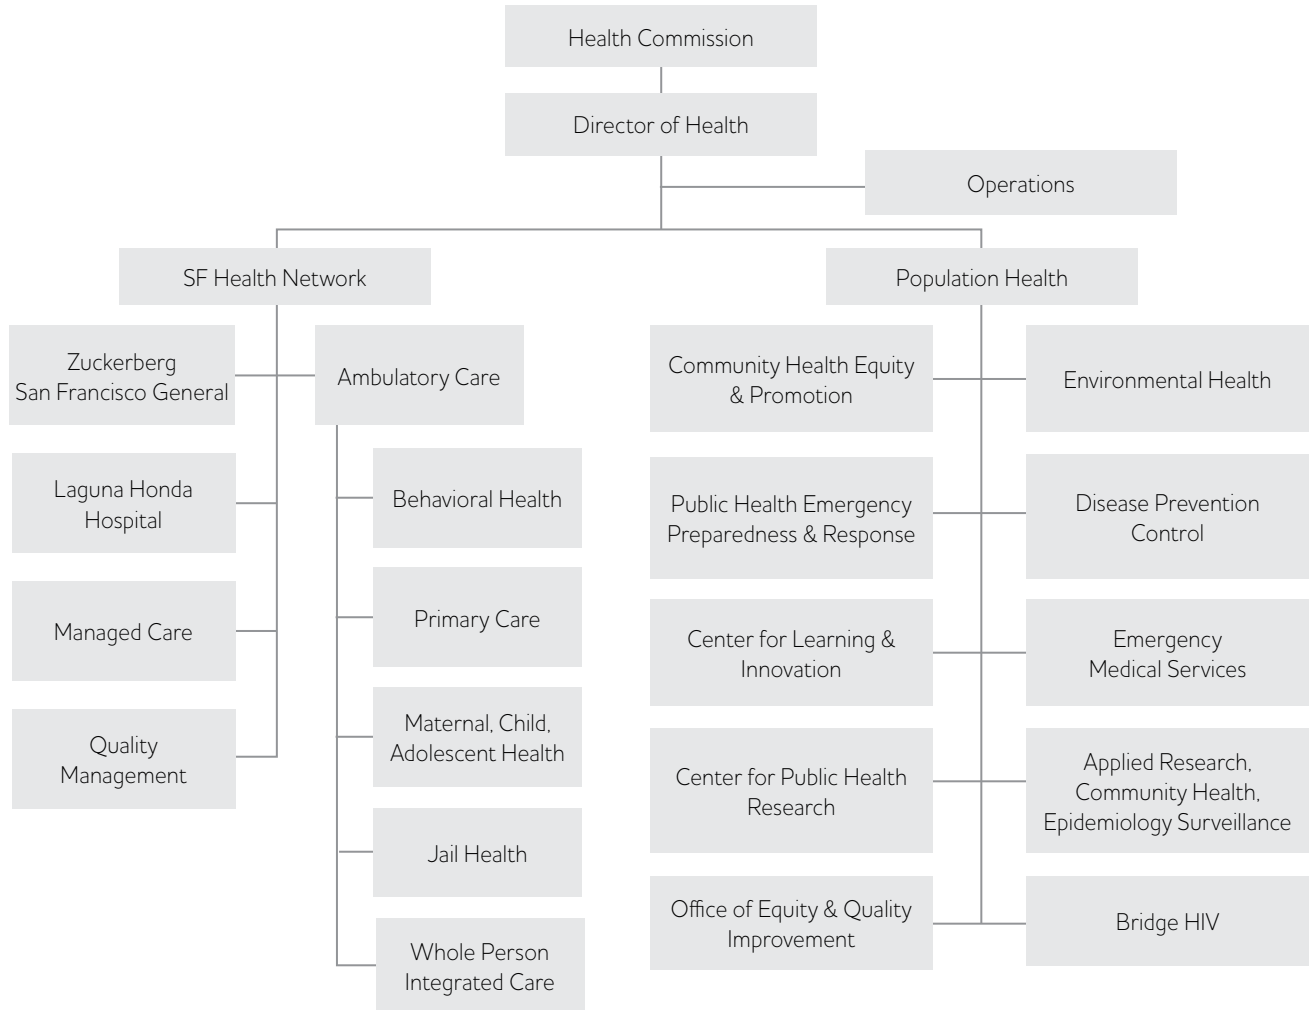 Health Commission
Director of Health
Operations
SF Health Network
Population Health
Zuckerberg
San Francisco General
Ambulatory Care
Laguna Honda
Hospital
Managed Care
Quality
Management
Behavioral Health
Primary Care
Maternal, Child,
Adolescent Health
Jail Health
Whole Person
Integrated Care
Community Health Equity
& Promotion
Environmental Health
Public Health Emergency
Preparedness & Response
Disease Prevention
Control
Center for Learning &
Innovation
Emergency
Medical Services
Center for Public Health
Research
Applied Research,
Community Health,
Epidemiology Surveillance
Office of Equity & Quality
Improvement
Bridge HIV